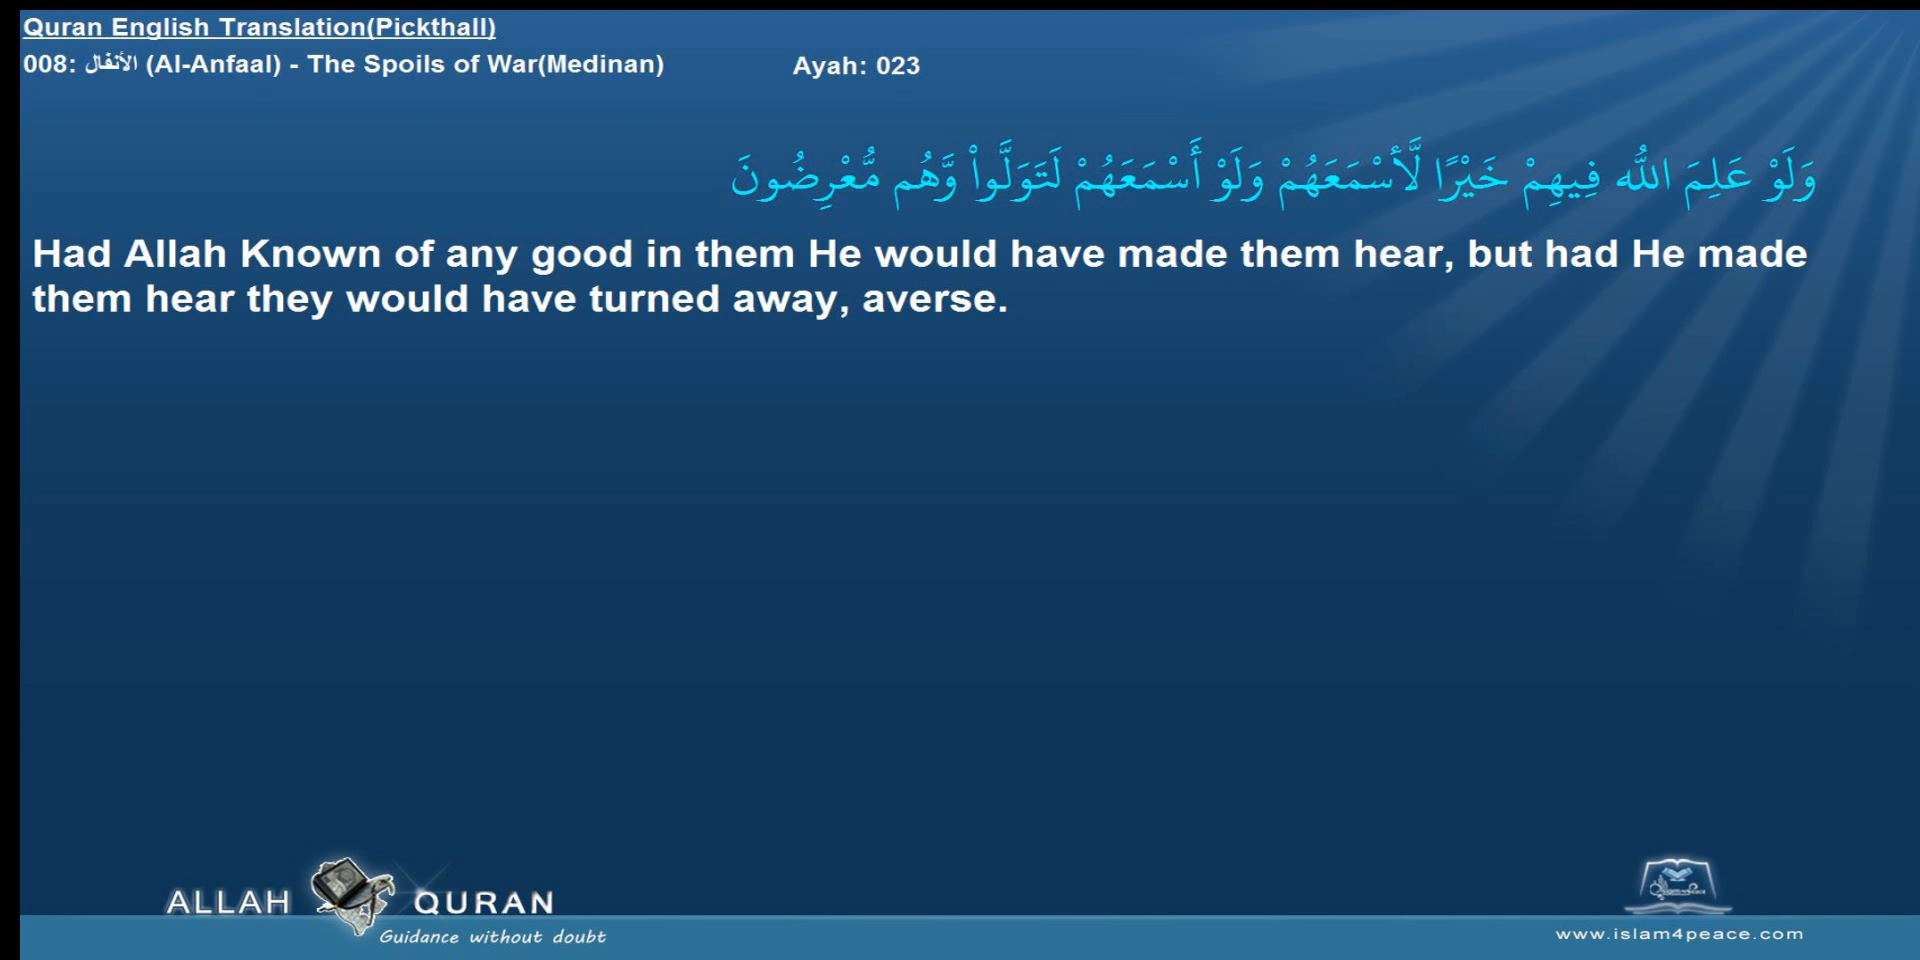 Quran English Translation(Pickthall)
008: الأنفال (Al-Anfaal) - The Spoils of War(Medinan) Ayah: 023
وَلَوْ عَلِمَ اللّهُ فِيهِمْ خَيْرًا لَّأسْمَعَهُمْ وَلَوْ أَسْمَعَهُمْ لَتَوَلَّواْ وَّهُم مُّعْرِضُونَ
Had Allah Known of any good in them He would have made them hear, but had He made
them hear they would have turned away, averse.
ALLAH QURAN
Guidance without doubt
www.islam4peace.com